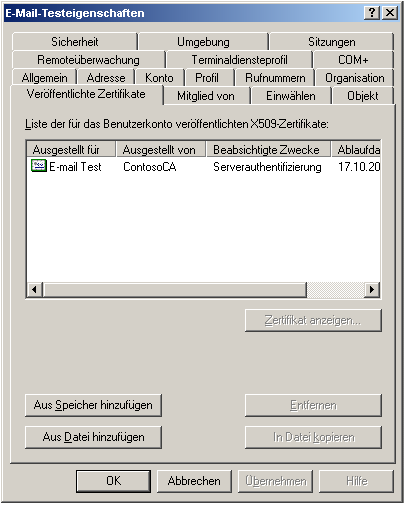 E-Mail-Testeigenschaften
Sicherheit Umgebung Sitzungen
Remoteüberwachung Terminaldiensteprofil COM+
Allgemein Adresse Konto Profil Rufnummern Organisation
Veröffentlichte Zertifikate Mitglied von Einwählen Objekt
Liste der für das Benutzerkonto veröffentlichten X509-Zertifikate:
Ausgestellt für Ausgestellt von Beabsichtigte Zwecke Ablaufda
E-mail Test ContosoCA Serverauthentifizierung 17.10.20
Zertifikat anzeigen...
Aus Speicher hinzufügen Entfernen
Aus Datei hinzufügen In Datei kopieren
OK Abbrechen Übernehmen Hilfe